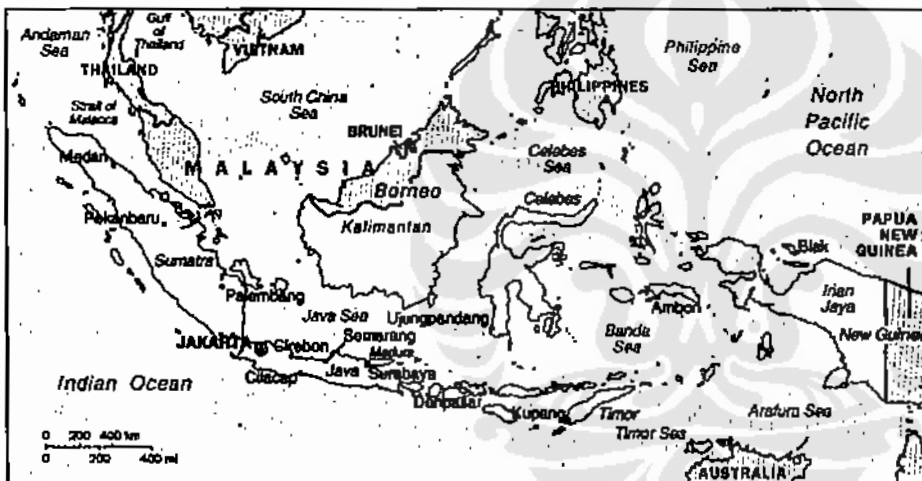 Andaman
Sea
Gulf
of
Thailand
VIETNAM
THAILAND
Strait of
Malacca
South China
Sea
BRUNEI
PHILIPPINES
Philippine
Sea
North
Pacific
Ocean
Medan
MALAYSIA
Celebes
Sea
Borneo
Celebes
Pekanbaru
Kalimantan
PAPUA
NEW
GUINEA
Biak
Sumatra
Palembang
Java Sea
Ujungpandang
Ambon
Irian
Jaya
New Guinea
Semarang
Banda
Sea
JAKARTA
Cirebon
Madura
Java
Surabaya
Cilacap
Indian Ocean
Denpasar
Kupang
Timor
Timor Sea
Arafura Sea
0 200 400 km
0 200 400 mi
AUSTRALIA